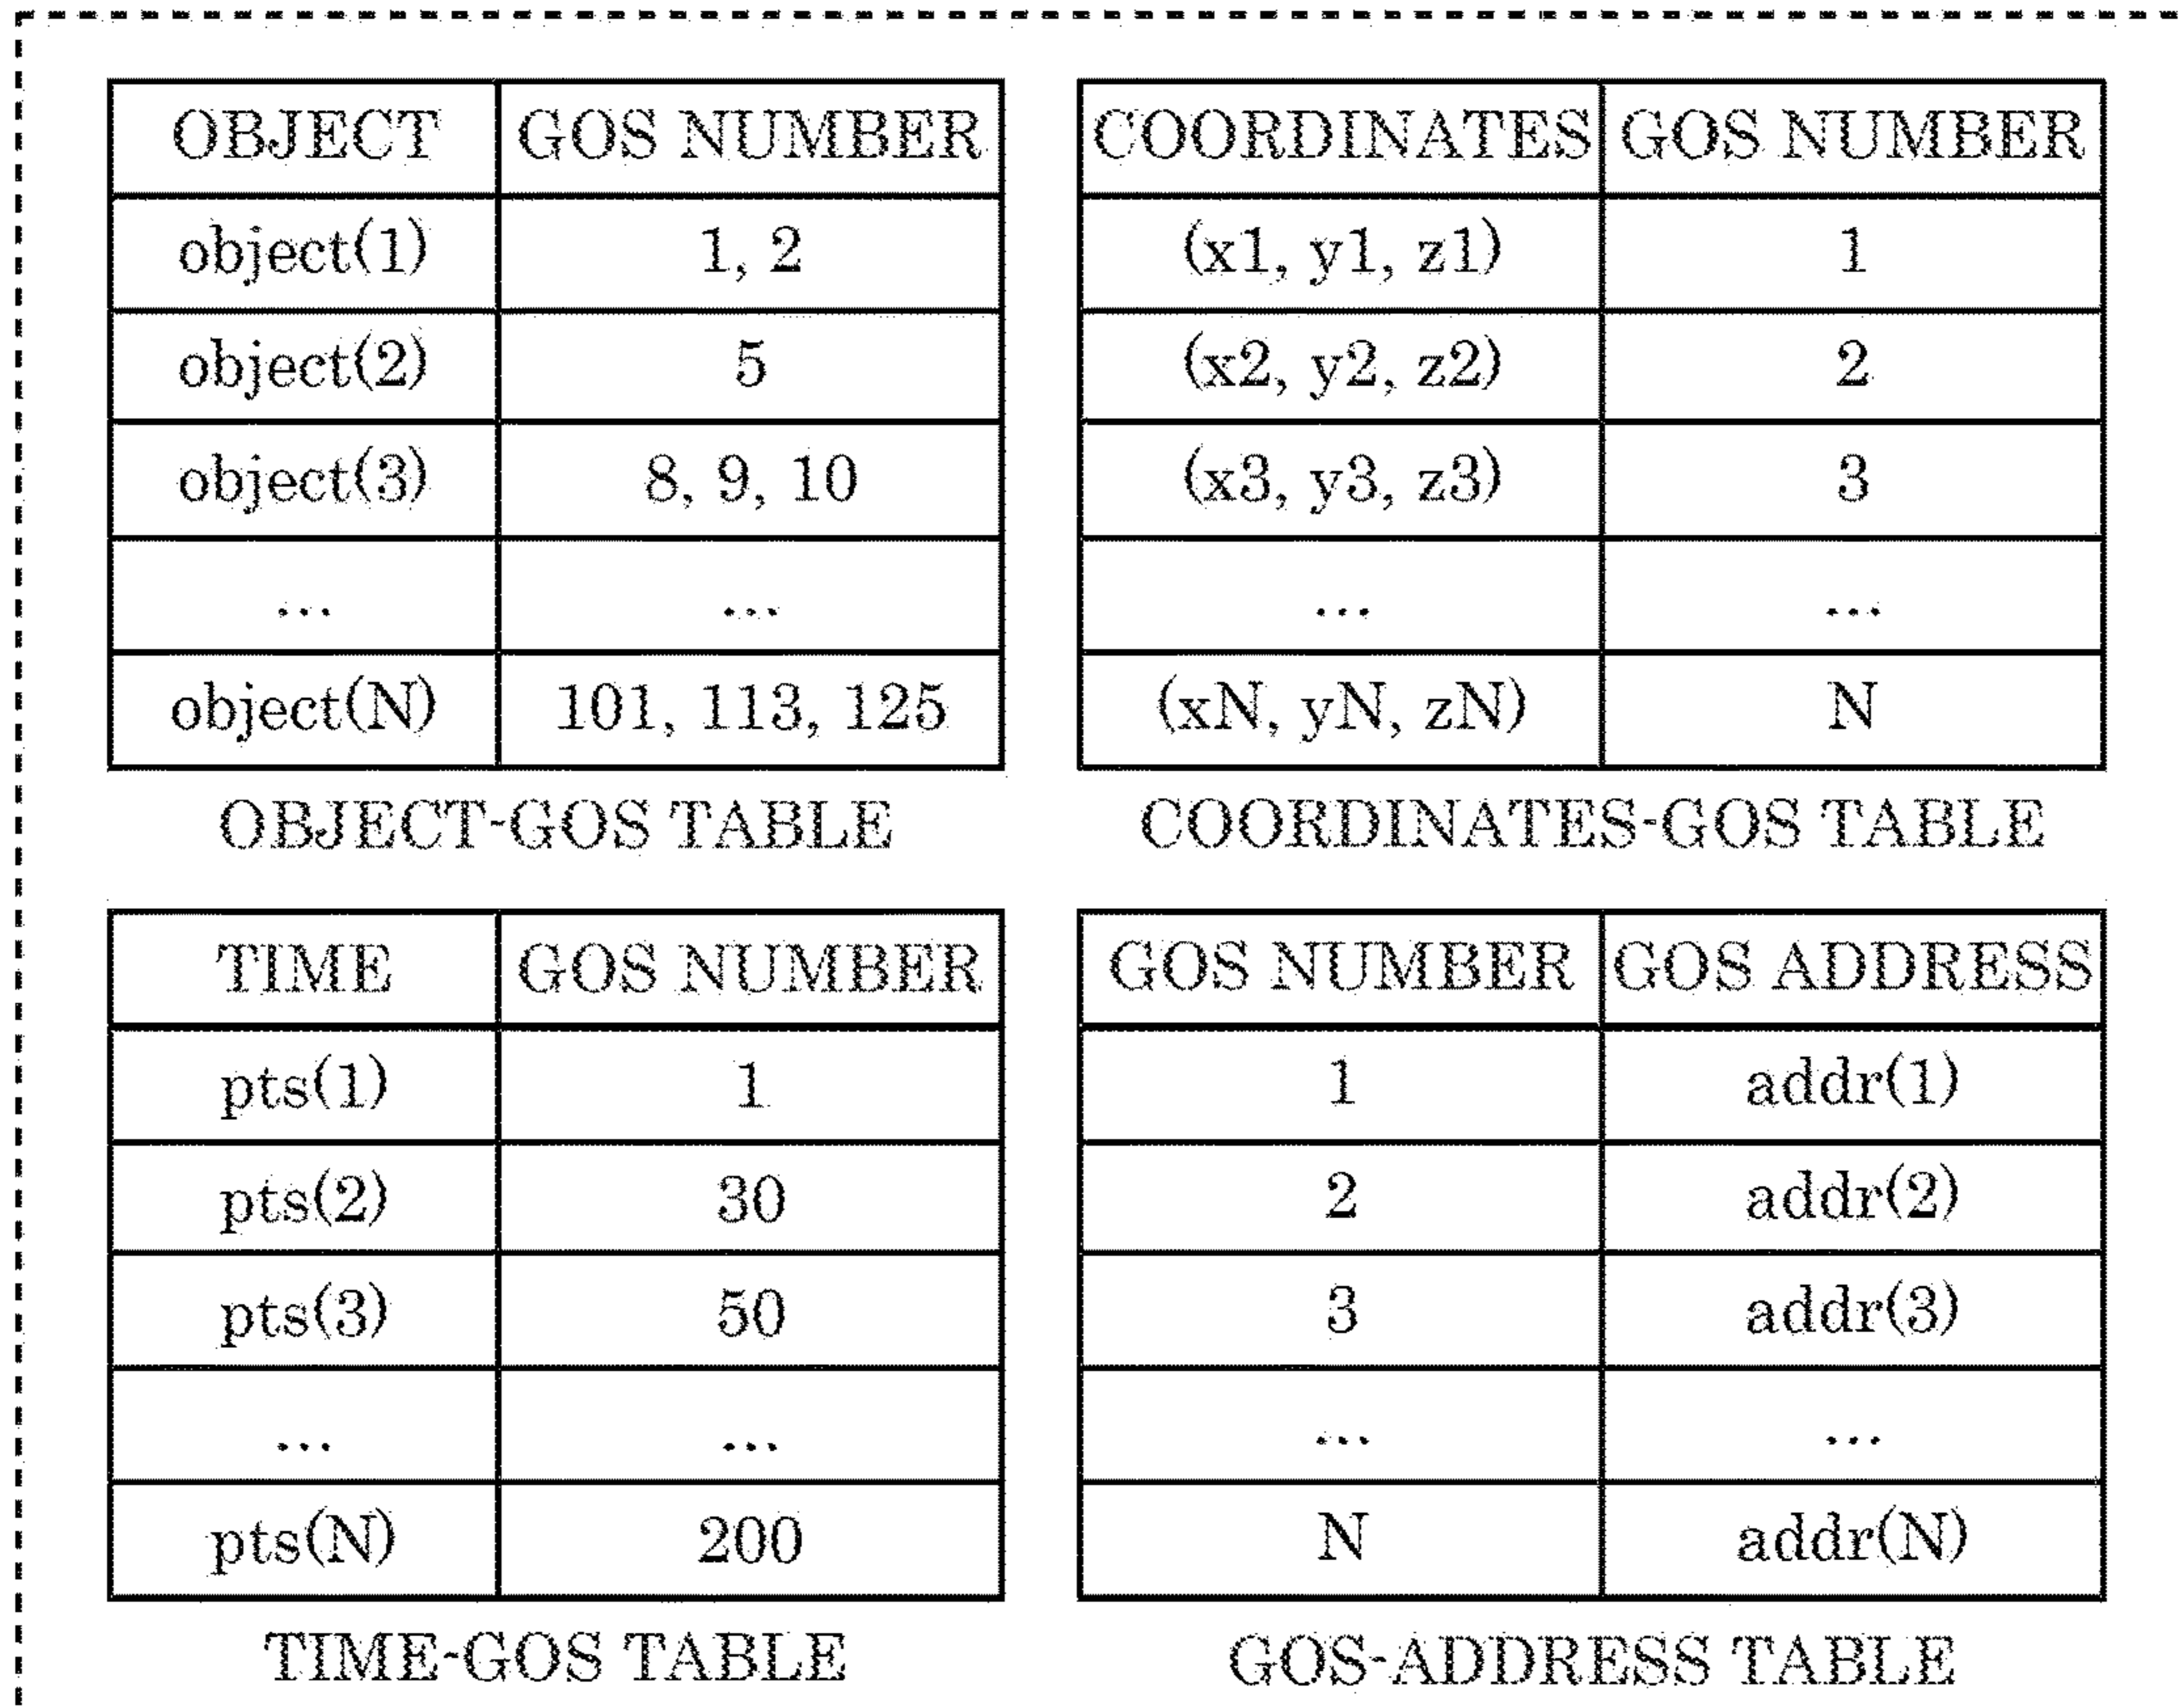 OBJECT GOS NUMBER
object(1) 1, 2
object(2) 5
object(3) 8, 9, 10
... ...
object(N) 101, 113, 125
OBJECT-GOS TABLE
COORDINATES GOS NUMBER
(x1, y1, z1) 1
(x2, y2, z2) 2
(x3, y3, z3) 3
... ...
(xN, yN, zN) N
COORDINATES-GOS TABLE
TIME GOS NUMBER
pts(1) 1
pts(2) 30
pts(3) 50
... ...
pts(N) 200
TIME-GOS TABLE
GOS NUMBER GOS ADDRESS
1 addr(1)
2 addr(2)
3 addr(3)
... ...
N addr(N)
GOS-ADDRESS TABLE